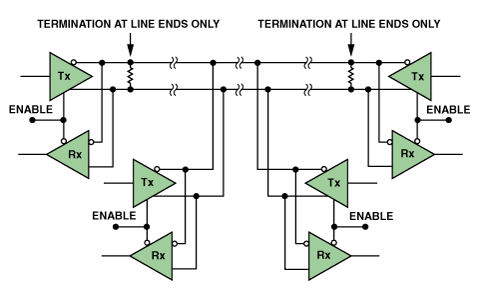 TERMINATION AT LINE ENDS ONLY
TERMINATION AT LINE ENDS ONLY
Tx
Tx
ENABLE
ENABLE
Rx
Rx
Tx
Tx
ENABLE
ENABLE
Rx
Rx